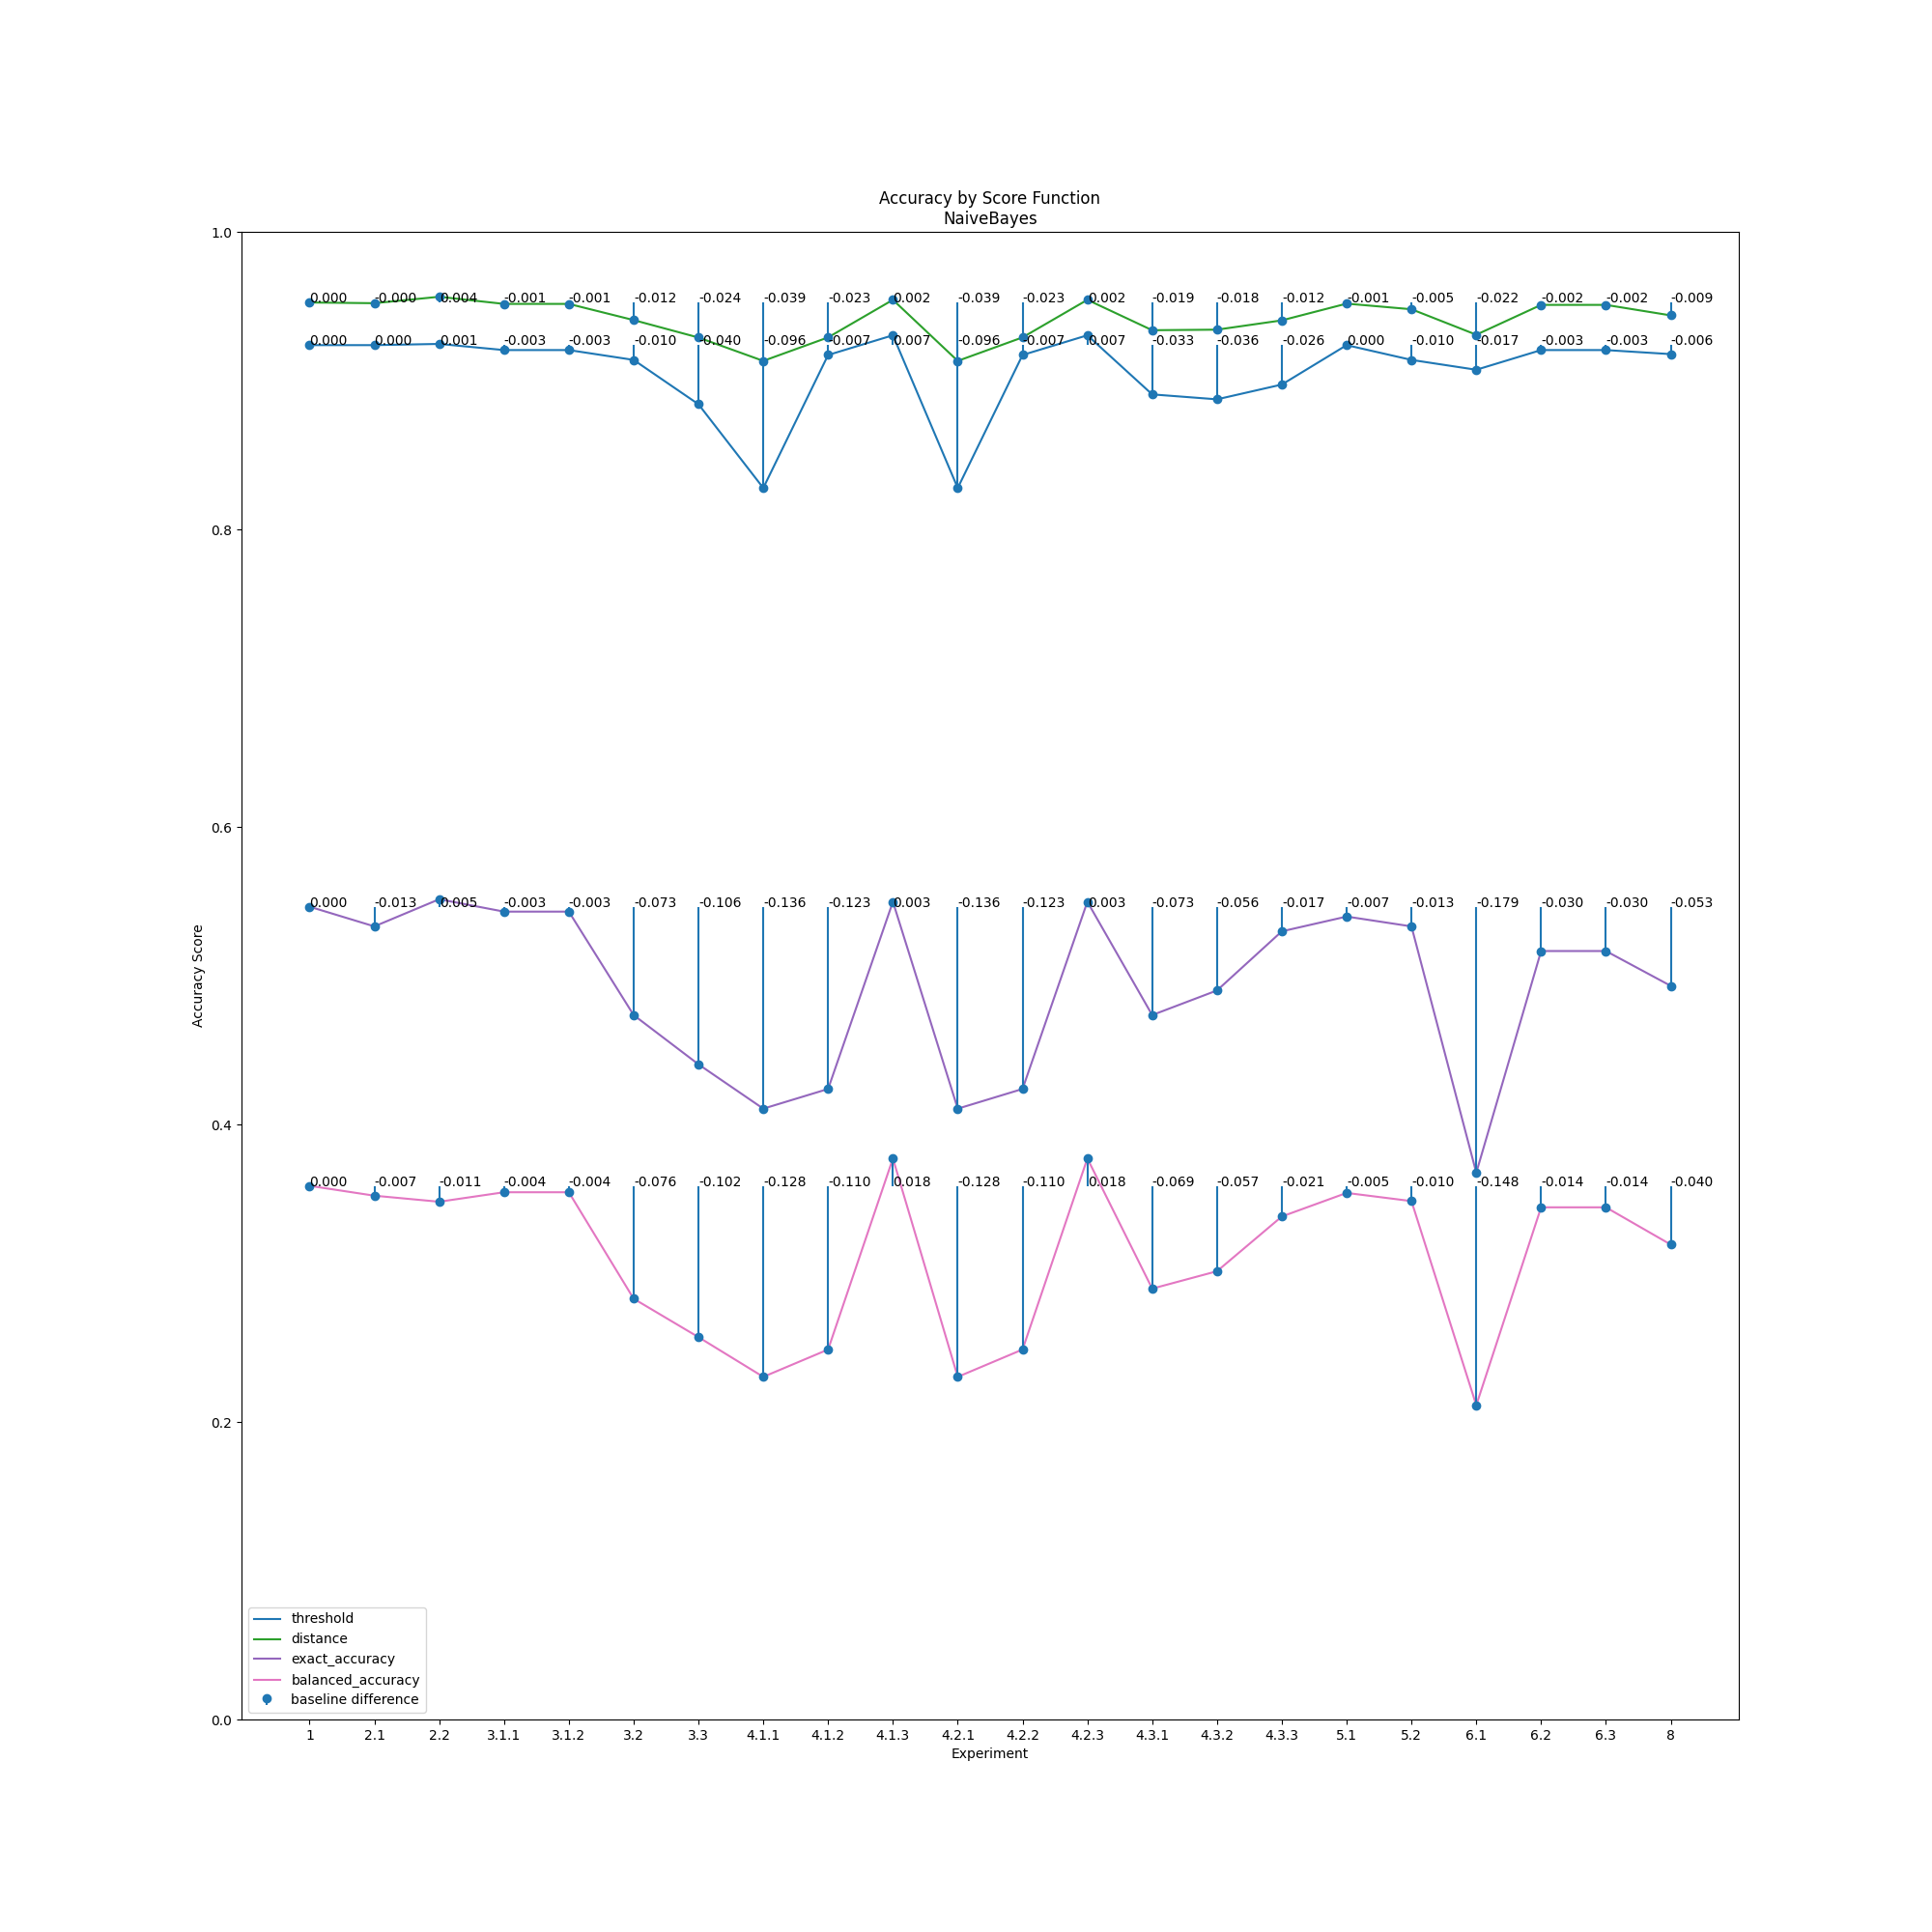 Accuracy by Score Function
NaiveBayes
1.0
0.000 -0.000 0.004 -0.001 -0.001 -0.012 -0.024 -0.039 -0.023 0.002 -0.039 -0.023 0.002 -0.019 -0.018 -0.012 -0.001 -0.005 -0.022 -0.002 -0.002 -0.009
0.000 0.000 0.001 -0.003 -0.003 -0.010 -0.040 -0.096 -0.007 0.007 -0.096 -0.007 0.007 -0.033 -0.036 -0.026 0.000 -0.010 -0.017 -0.003 -0.003 -0.006
0.8
0.6
0.000 -0.013 0.005 -0.003 -0.003 -0.073 -0.106 -0.136 -0.123 0.003 -0.136 -0.123 0.003 -0.073 -0.056 -0.017 -0.007 -0.013 -0.179 -0.030 -0.030 -0.053
Accuracy Score
0.4
0.000 -0.007 -0.011 -0.004 -0.004 -0.076 -0.102 -0.128 -0.110 0.018 -0.128 -0.110 0.018 -0.069 -0.057 -0.021 -0.005 -0.010 -0.148 -0.014 -0.014 -0.040
0.2
threshold
distance
exact_accuracy
balanced_accuracy
baseline difference
0.0
1 2.1 2.2 3.1.1 3.1.2 3.2 3.3 4.1.1 4.1.2 4.1.3 4.2.1 4.2.2 4.2.3 4.3.1 4.3.2 4.3.3 5.1 5.2 6.1 6.2 6.3 8
Experiment